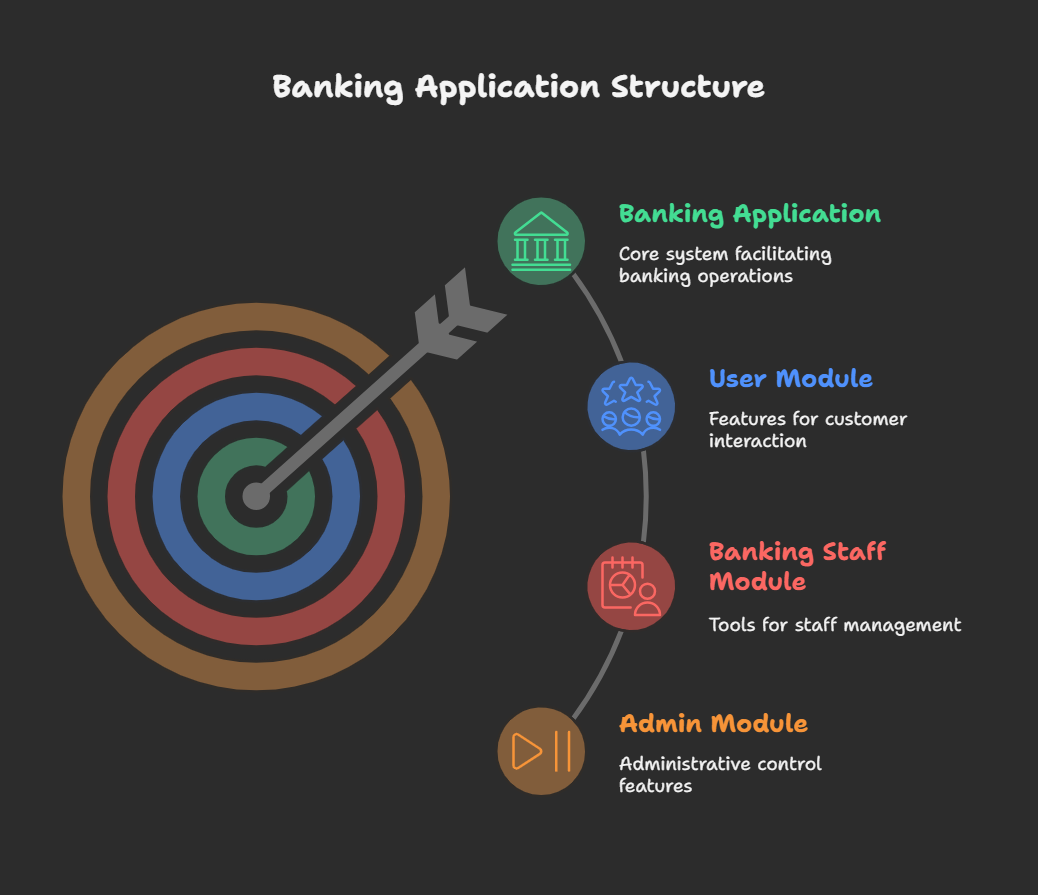 Banking Application Structure
Banking Application
Core system facilitating
banking operations
User Module
Features for customer
interaction
Banking Staff
Module
Tools for staff management
Admin Module
Administrative control
features